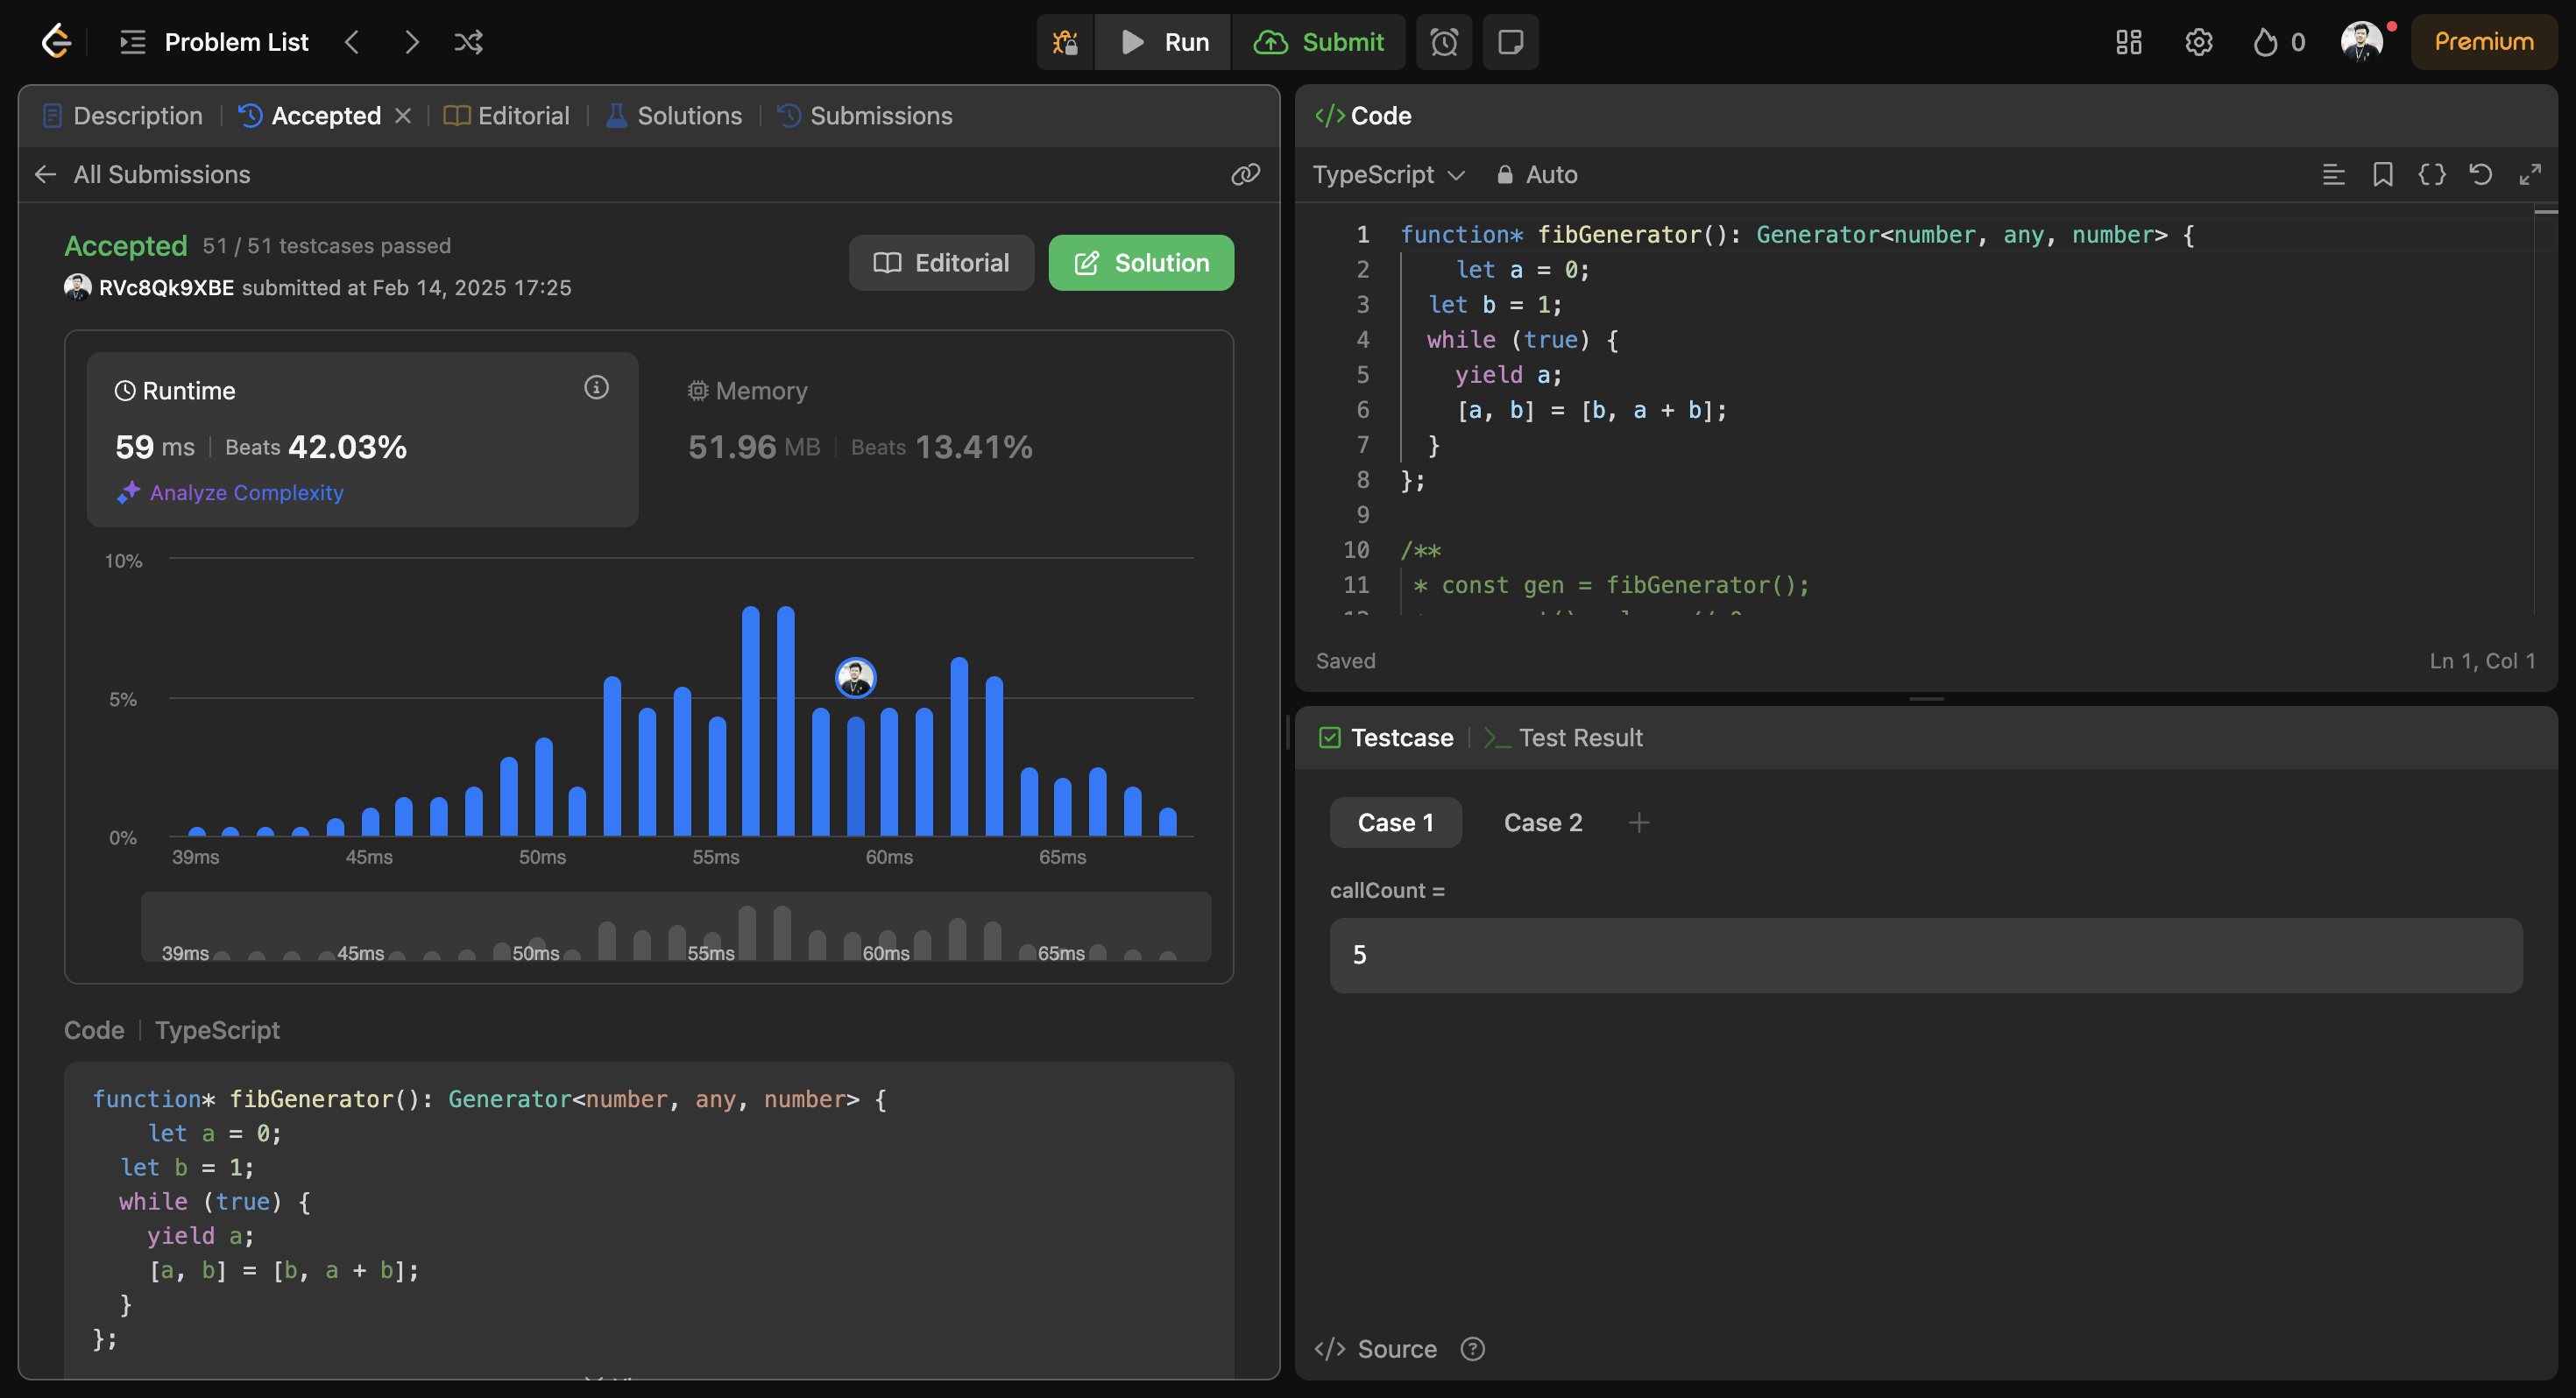 Problem List
Run
Submit
0
Premium
Description
Accepted
Editorial
Solutions
Submissions
All Submissions
Accepted 51 / 51 testcases passed
RVc8Qk9XBE submitted at Feb 14, 2025 17:25
Editorial
Solution
Runtime
59 ms Beats 42.03%
Analyze Complexity
Memory
51.96 MB Beats 13.41%
10%
5%
0%
39ms 45ms 50ms 55ms 60ms 65ms
39ms 45ms 50ms 55ms 60ms 65ms
Code TypeScript
function* fibGenerator(): Generator<number, any, number> {
    let a = 0;
  let b = 1;
  while (true) {
    yield a;
    [a, b] = [b, a + b];
  }
};
</> Code
TypeScript Auto
1 function* fibGenerator(): Generator<number, any, number> {
2     let a = 0;
3   let b = 1;
4   while (true) {
5     yield a;
6     [a, b] = [b, a + b];
7   }
8 };
9
10 /**
11  * const gen = fibGenerator();
Saved
Ln 1, Col 1
Testcase
Test Result
Case 1
Case 2
callCount =
5
</> Source